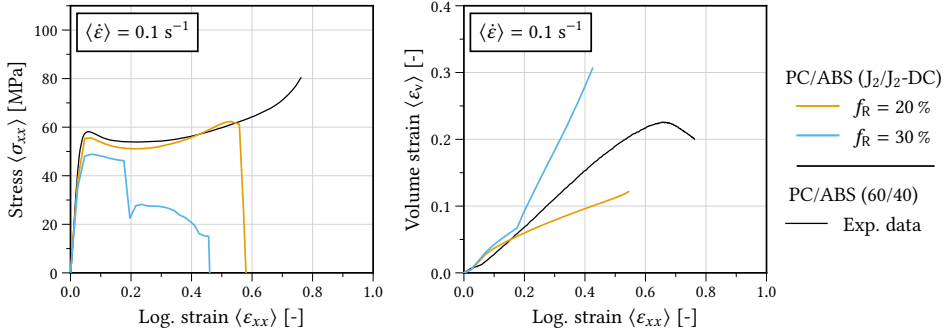 ⟨ε̇⟩ = 0.1 s⁻¹
Stress ⟨σxx⟩ [MPa]
100
80
60
40
20
0
0.0 0.2 0.4 0.6 0.8 1.0
Log. strain ⟨εxx⟩ [-]
⟨ε̇⟩ = 0.1 s⁻¹
Volume strain ⟨εv⟩ [-]
0.4
0.3
0.2
0.1
0.0
0.0 0.2 0.4 0.6 0.8 1.0
Log. strain ⟨εxx⟩ [-]
PC/ABS (J₂/J₂-DC)
fR = 20 %
fR = 30 %
PC/ABS (60/40)
Exp. data